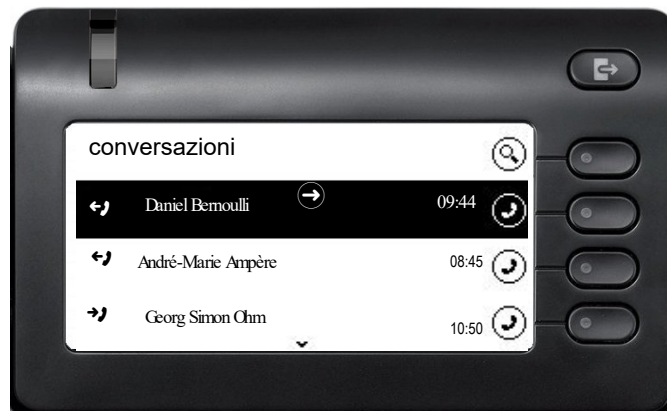 conversazioni
Daniel Bernoulli 09:44
André-Marie Ampère 08:45
Georg Simon Ohm 10:50